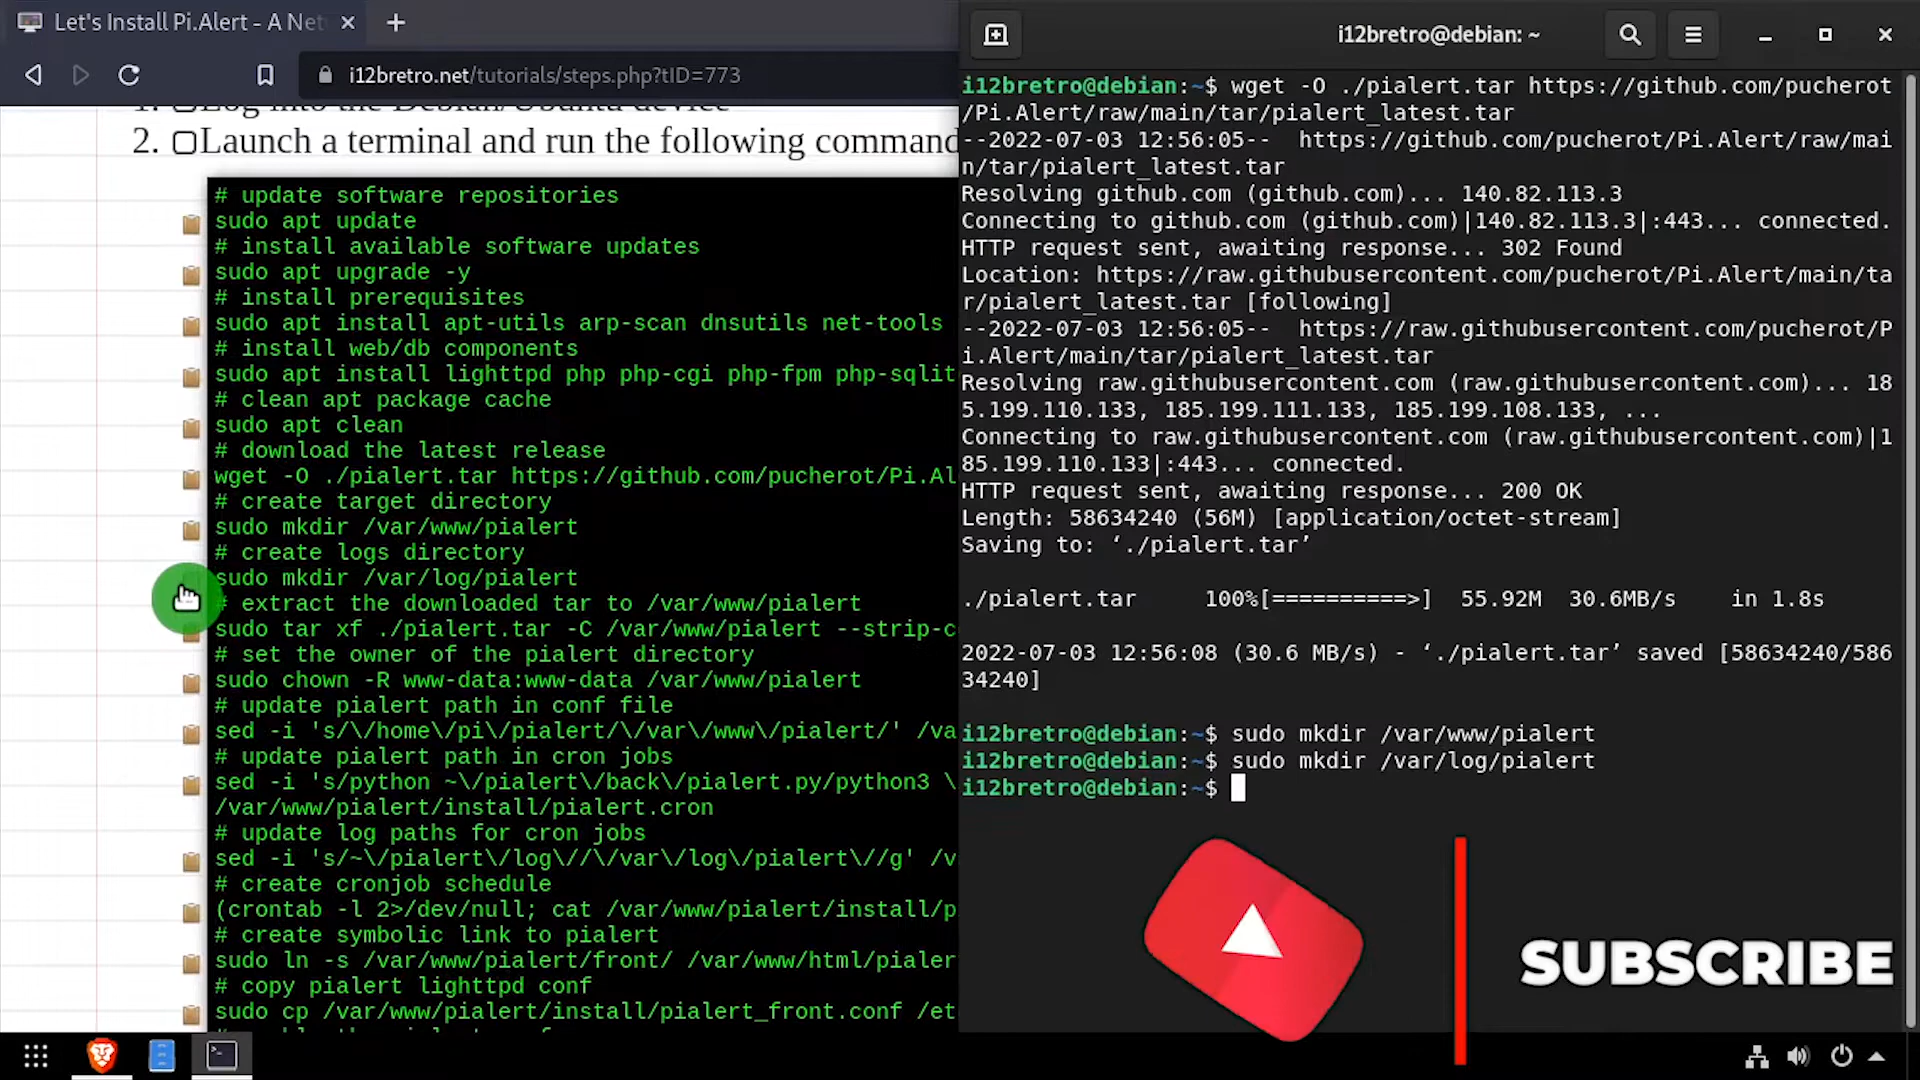 Let's Install Pi.Alert - A Net
i12bretro.net/tutorials/steps.php?tID=773
1. Log into the Debian/Ubuntu device
2. Launch a terminal and run the following command
# update software repositories
sudo apt update
# install available software updates
sudo apt upgrade -y
# install prerequisites
sudo apt install apt-utils arp-scan dnsutils net-tools
# install web/db components
sudo apt install lighttpd php php-cgi php-fpm php-sqlit
# clean apt package cache
sudo apt clean
# download the latest release
wget -O ./pialert.tar https://github.com/pucherot/Pi.Al
# create target directory
sudo mkdir /var/www/pialert
# create logs directory
sudo mkdir /var/log/pialert
# extract the downloaded tar to /var/www/pialert
sudo tar xf ./pialert.tar -C /var/www/pialert --strip-c
# set the owner of the pialert directory
sudo chown -R www-data:www-data /var/www/pialert
# update pialert path in conf file
sed -i 's/\/home\/pi\/pialert/\/var\/www\/pialert/' /va
# update pialert path in cron jobs
sed -i 's/python ~\/pialert\/back\/pialert.py/python3 \
/var/www/pialert/install/pialert.cron
# update log paths for cron jobs
sed -i 's/~\/pialert\/log\//\/var\/log\/pialert\//g' /v
# create cronjob schedule
(crontab -l 2>/dev/null; cat /var/www/pialert/install/p
# create symbolic link to pialert
sudo ln -s /var/www/pialert/front/ /var/www/html/pialer
# copy pialert lighttpd conf
sudo cp /var/www/pialert/install/pialert_front.conf /et
i12bretro@debian: ~
i12bretro@debian:~$ wget -O ./pialert.tar https://github.com/pucherot
/Pi.Alert/raw/main/tar/pialert_latest.tar
--2022-07-03 12:56:05--  https://github.com/pucherot/Pi.Alert/raw/mai
n/tar/pialert_latest.tar
Resolving github.com (github.com)... 140.82.113.3
Connecting to github.com (github.com)|140.82.113.3|:443... connected.
HTTP request sent, awaiting response... 302 Found
Location: https://raw.githubusercontent.com/pucherot/Pi.Alert/main/ta
r/pialert_latest.tar [following]
--2022-07-03 12:56:05--  https://raw.githubusercontent.com/pucherot/P
i.Alert/main/tar/pialert_latest.tar
Resolving raw.githubusercontent.com (raw.githubusercontent.com)... 18
5.199.110.133, 185.199.111.133, 185.199.108.133, ...
Connecting to raw.githubusercontent.com (raw.githubusercontent.com)|1
85.199.110.133|:443... connected.
HTTP request sent, awaiting response... 200 OK
Length: 58634240 (56M) [application/octet-stream]
Saving to: ‘./pialert.tar’
./pialert.tar     100%[==========>]  55.92M  30.6MB/s    in 1.8s
2022-07-03 12:56:08 (30.6 MB/s) - ‘./pialert.tar’ saved [58634240/586
34240]
i12bretro@debian:~$ sudo mkdir /var/www/pialert
i12bretro@debian:~$ sudo mkdir /var/log/pialert
i12bretro@debian:~$
SUBSCRIBE